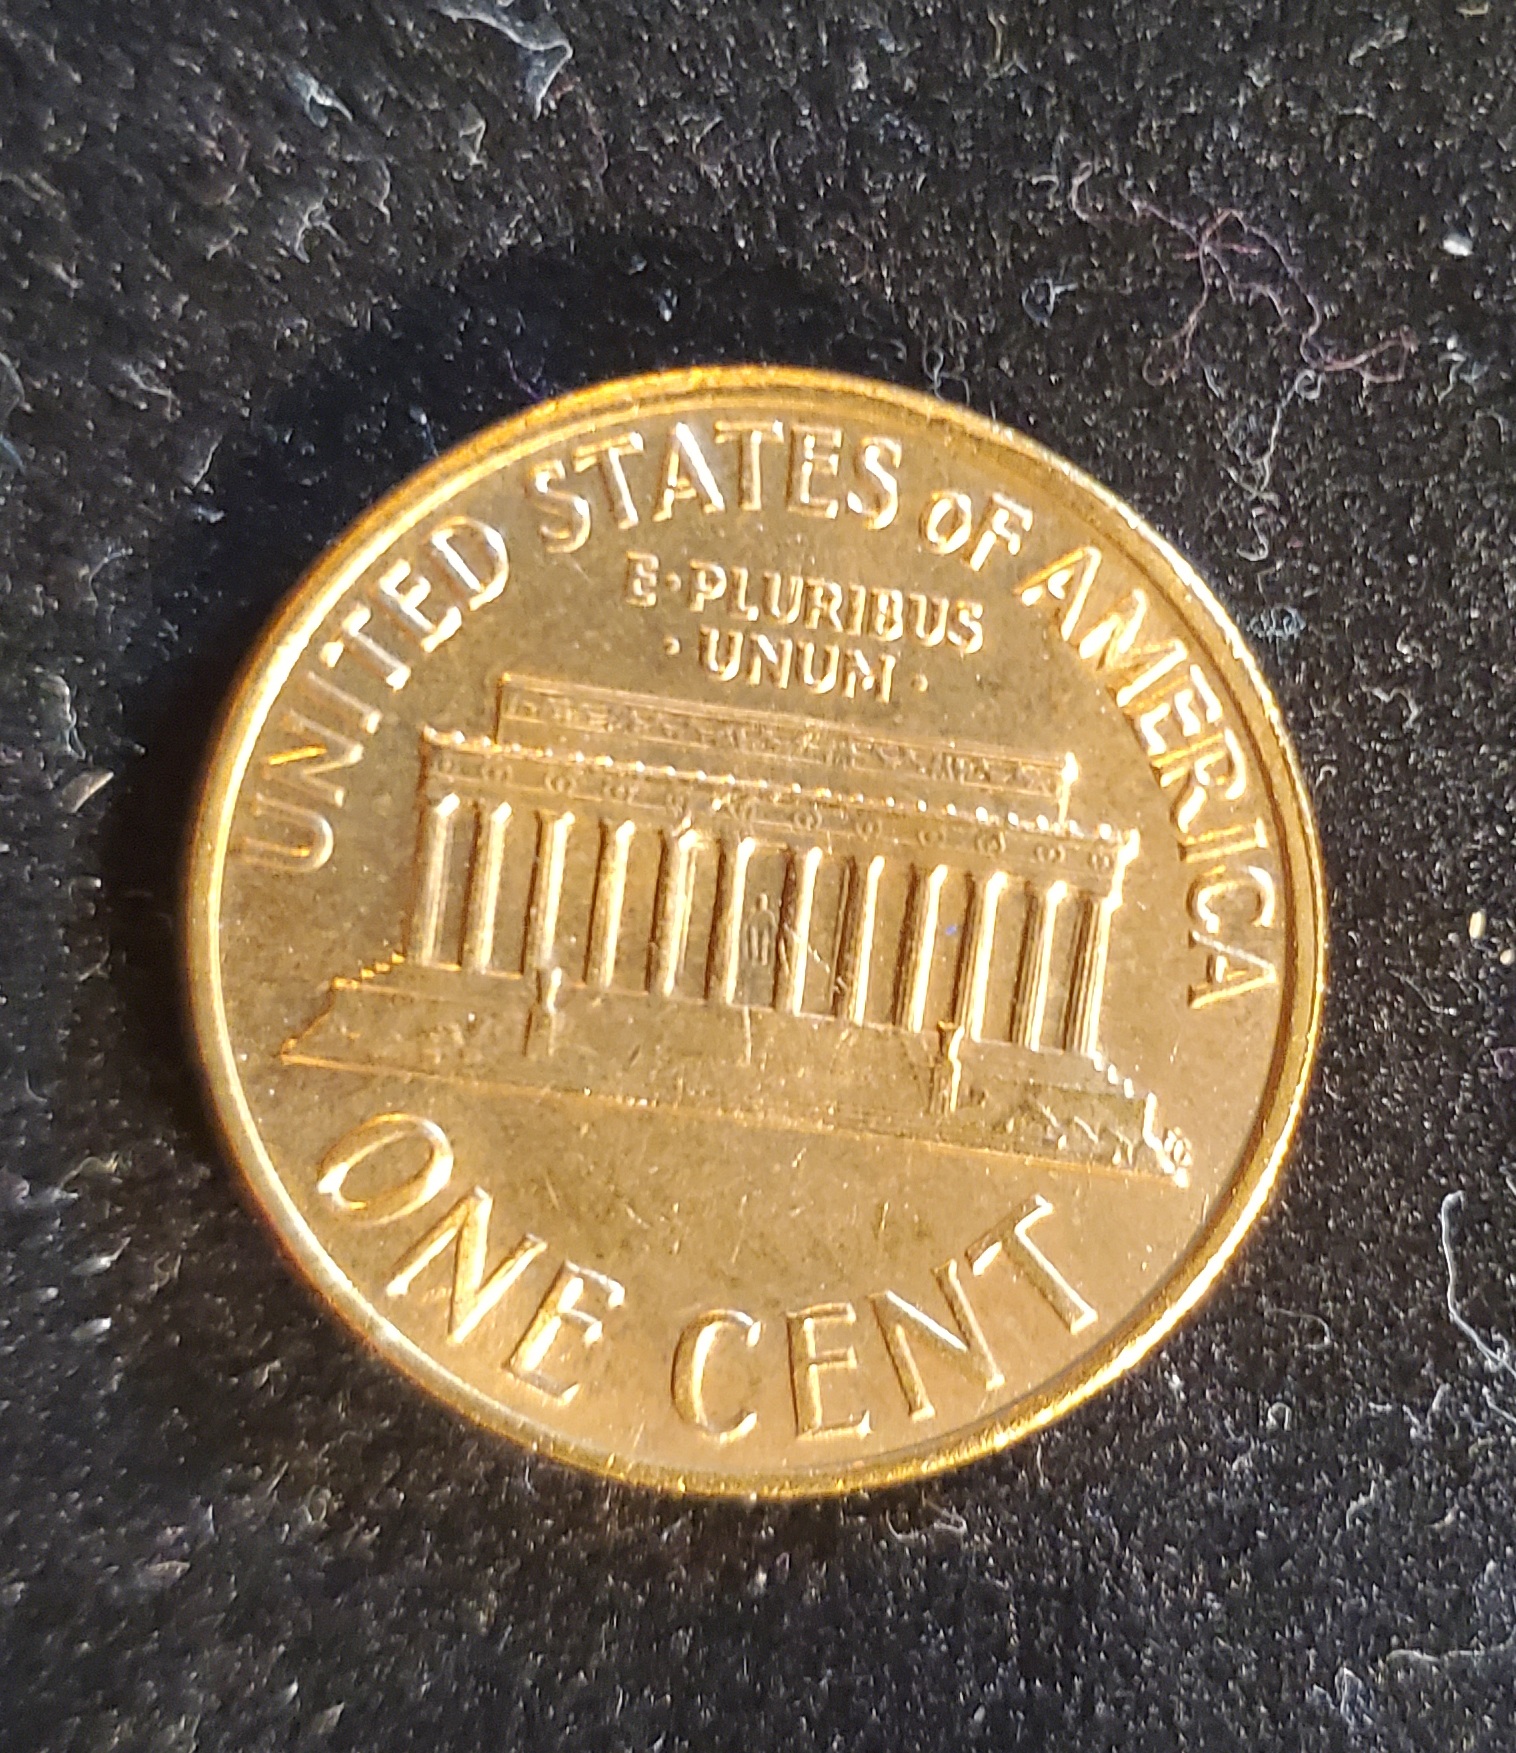 UNITED STATES OF AMERICA
E·PLURIBUS
·UNUM·
ONE CENT